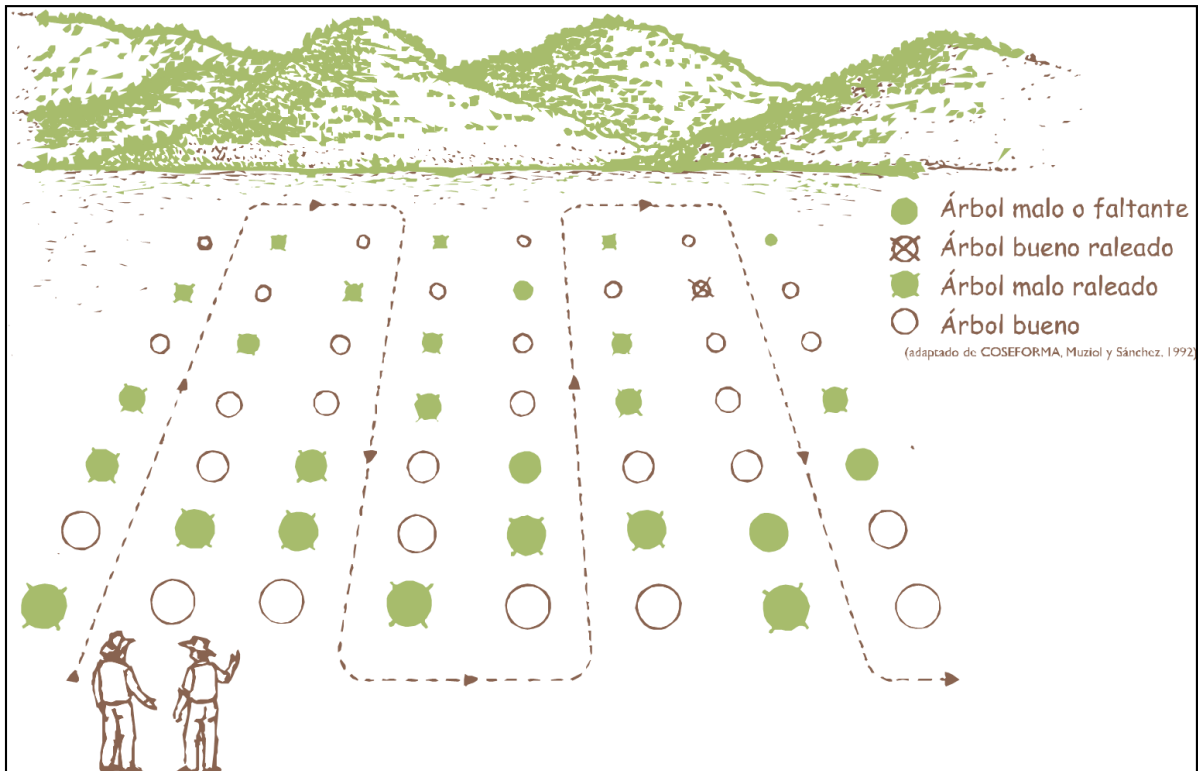 Árbol malo o faltante
Árbol bueno raleado
Árbol malo raleado
Árbol bueno
(adaptado de COSEFORMA, Muziol y Sánchez. 1992)